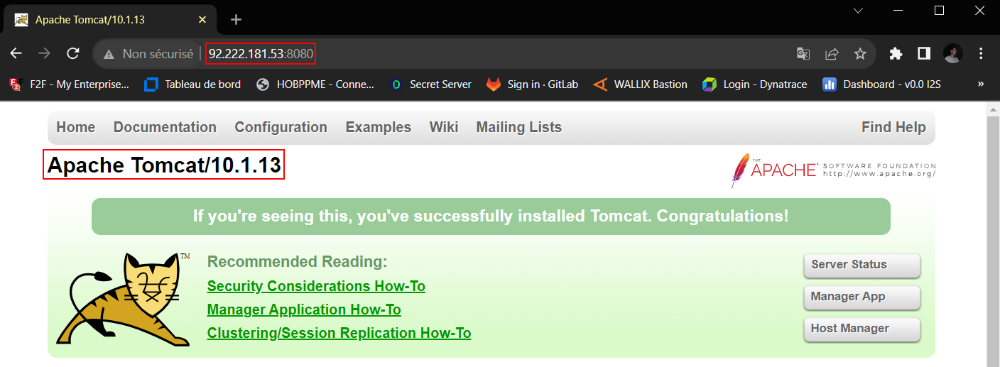 Apache Tomcat/10.1.13
Non sécurisé 92.222.181.53:8080
F2F - My Enterprise... Tableau de bord HOBPPME - Conne... Secret Server Sign in · GitLab WALLIX Bastion Login - Dynatrace Dashboard - v0.0 I2S »
Home Documentation Configuration Examples Wiki Mailing Lists Find Help
Apache Tomcat/10.1.13
THE APACHE SOFTWARE FOUNDATION
http://www.apache.org/
If you're seeing this, you've successfully installed Tomcat. Congratulations!
TM
Recommended Reading:
Security Considerations How-To
Manager Application How-To
Clustering/Session Replication How-To
Server Status
Manager App
Host Manager